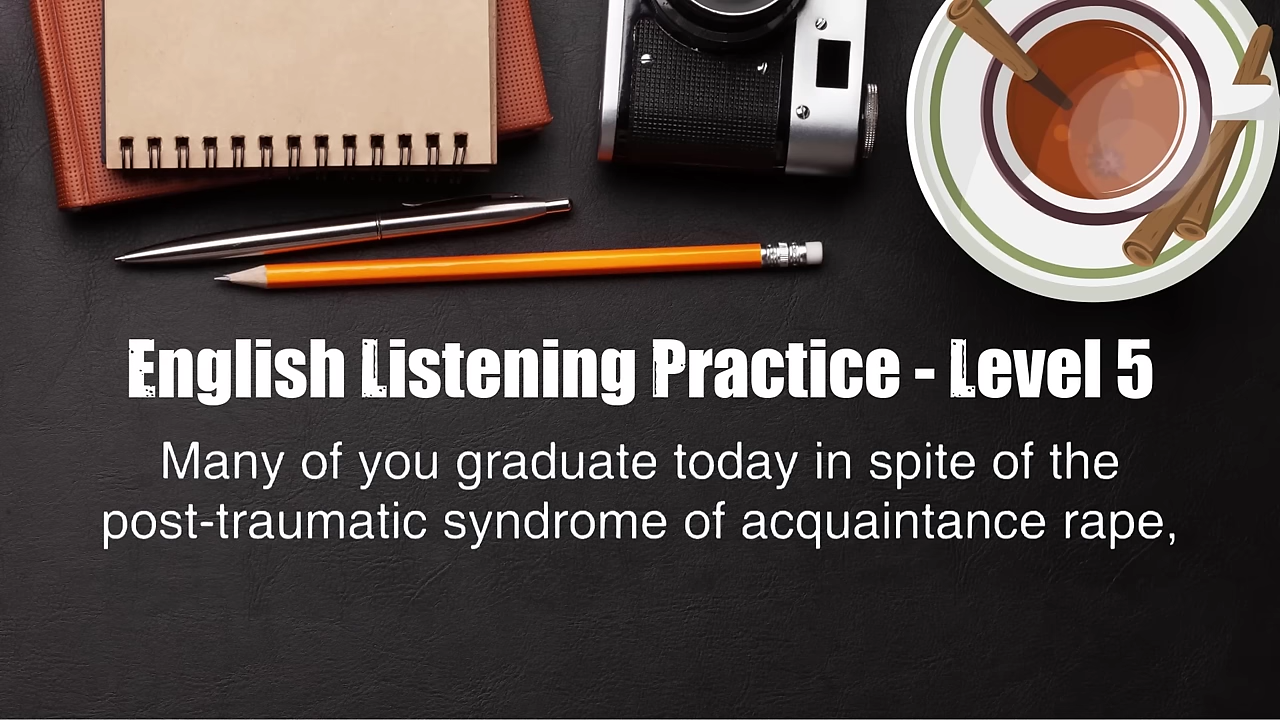 English Listening Practice - Level 5
Many of you graduate today in spite of the
post-traumatic syndrome of acquaintance rape,